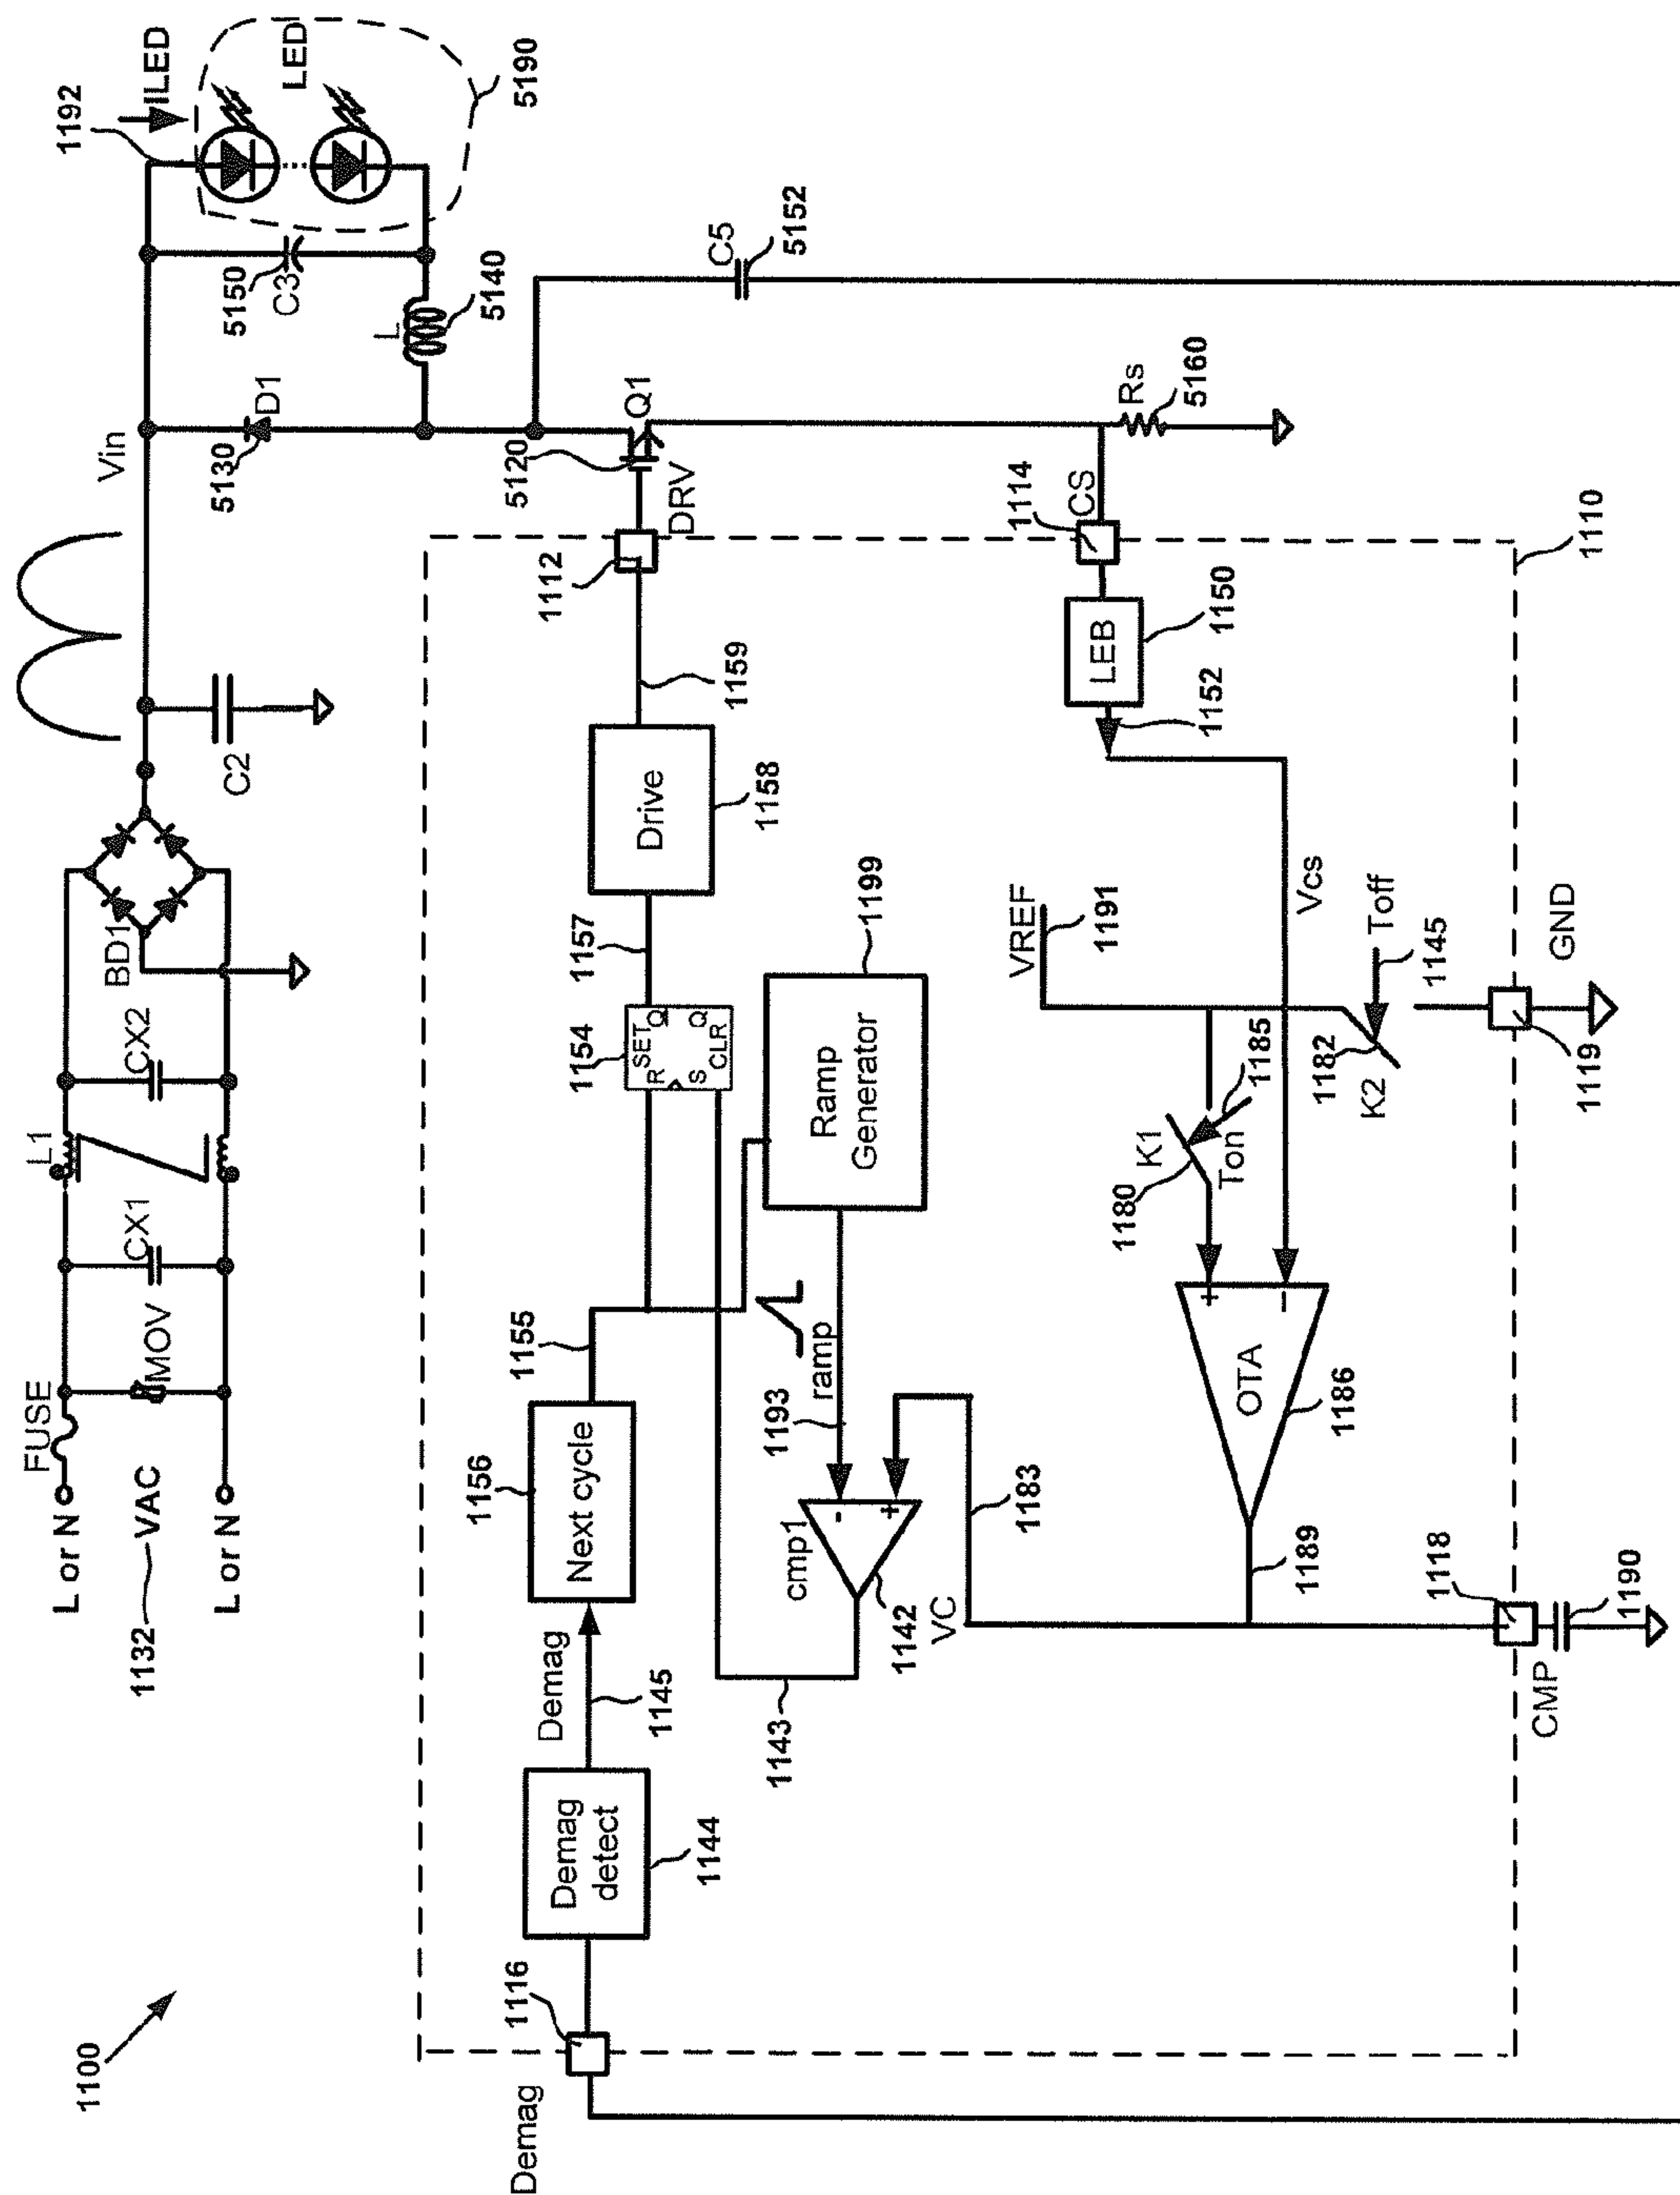 1100
FUSE
L or N
1132
VAC
L or N
MOV
CX1
L1
CX2
BD1
C2
Vin
5130
D1
5150
C3
L
5140
1192
ILED
LED
5190
C5
5152
Demag
1116
Demag
detect
1144
Demag
1145
Next cycle
1156
1155
1154
R
SET
Q
S
CLR
Q
1157
Drive
1158
1159
1112
DRV
5120
Q1
1143
cmp1
-
+
1142
1193
ramp
Ramp
Generator
1199
VC
1183
1189
OTA
+
-
1186
1180
K1
Ton
1185
VREF
1191
Vcs
1182
K2
Toff
1145
LEB
1150
1152
1114
CS
Rs
5160
CMP
1118
1190
1119
GND
1110